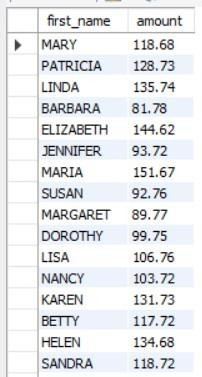 first_name amount
MARY 118.68
PATRICIA 128.73
LINDA 135.74
BARBARA 81.78
ELIZABETH 144.62
JENNIFER 93.72
MARIA 151.67
SUSAN 92.76
MARGARET 89.77
DOROTHY 99.75
LISA 106.76
NANCY 103.72
KAREN 131.73
BETTY 117.72
HELEN 134.68
SANDRA 118.72